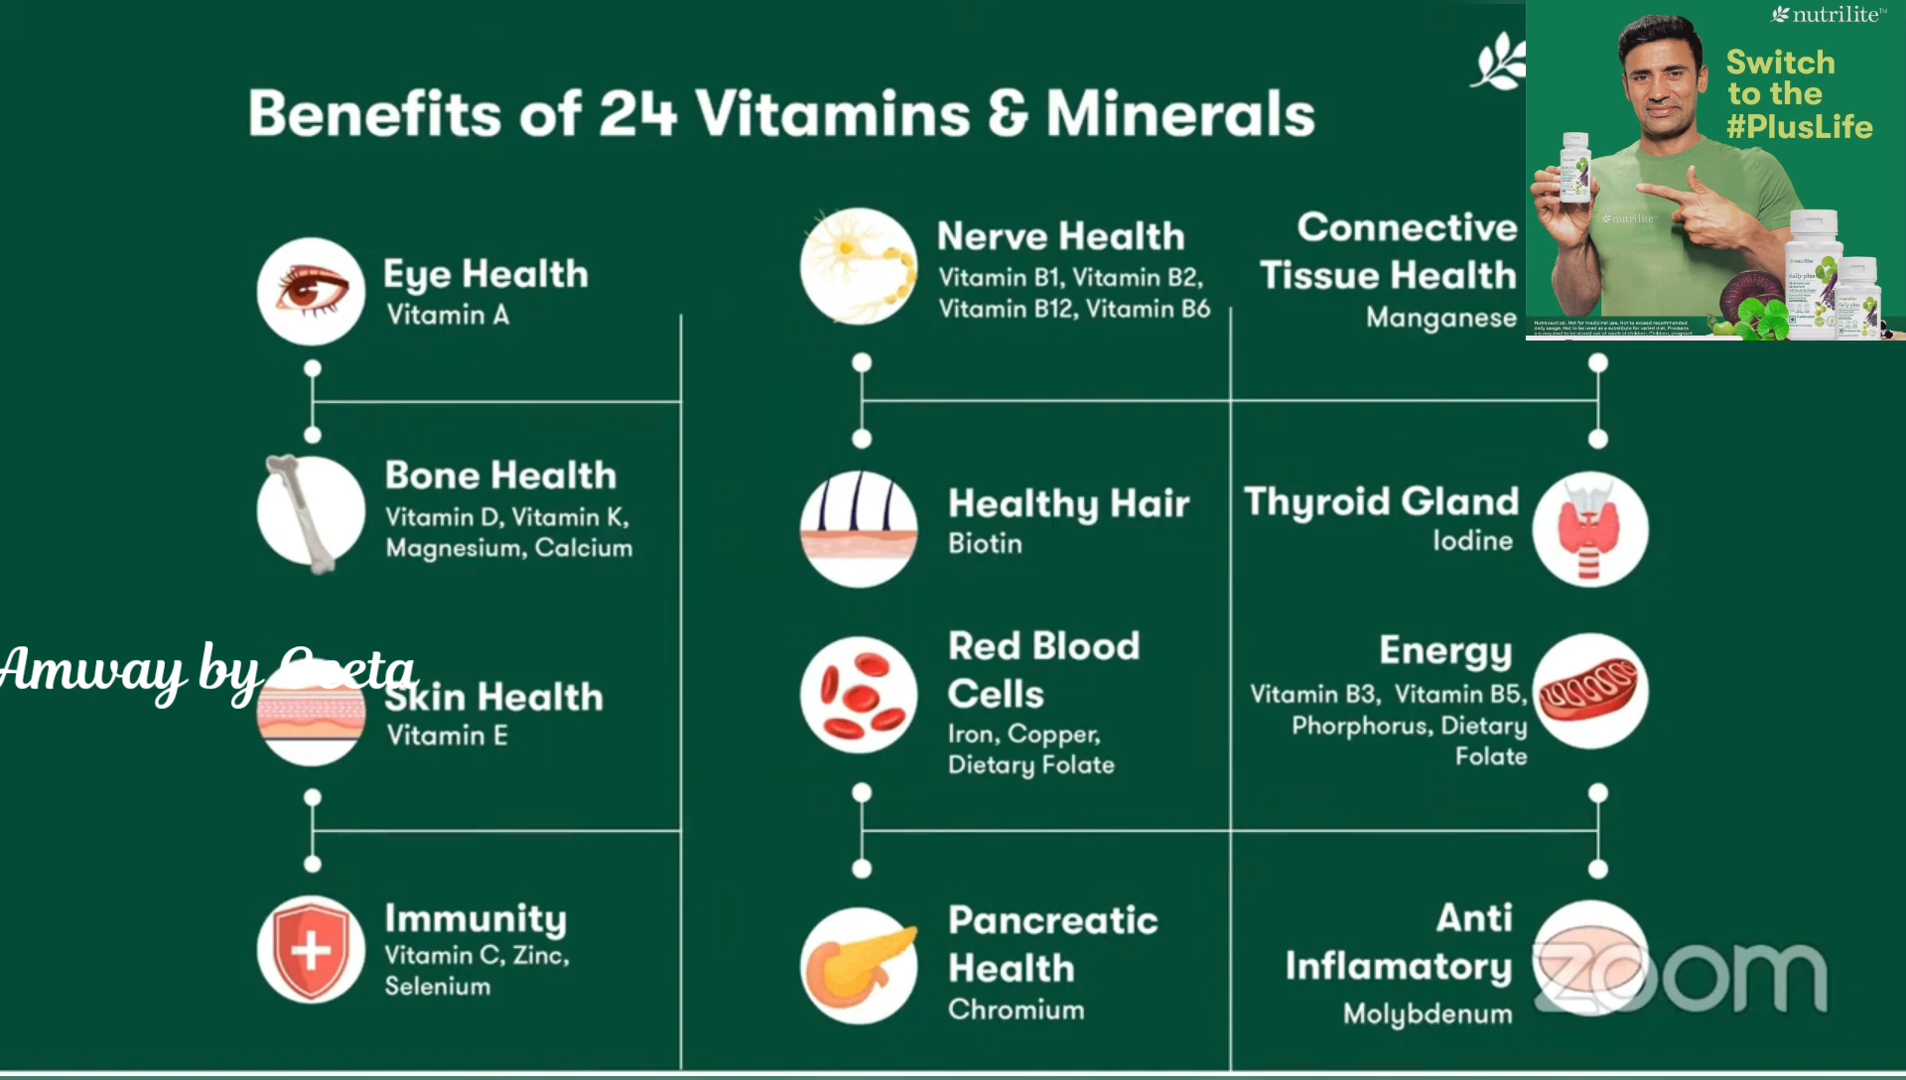 Benefits of 24 Vitamins & Minerals
nutrilite™
Switch
to the
#PlusLife
nutrilite
Eye Health
Vitamin A
Bone Health
Vitamin D, Vitamin K,
Magnesium, Calcium
Amway by Geeta
Skin Health
Vitamin E
Immunity
Vitamin C, Zinc,
Selenium
Nerve Health
Vitamin B1, Vitamin B2,
Vitamin B12, Vitamin B6
Healthy Hair
Biotin
Red Blood
Cells
Iron, Copper,
Dietary Folate
Pancreatic
Health
Chromium
Connective
Tissue Health
Manganese
Thyroid Gland
Iodine
Energy
Vitamin B3, Vitamin B5,
Phorphorus, Dietary
Folate
Anti
Inflamatory
Molybdenum
zoom